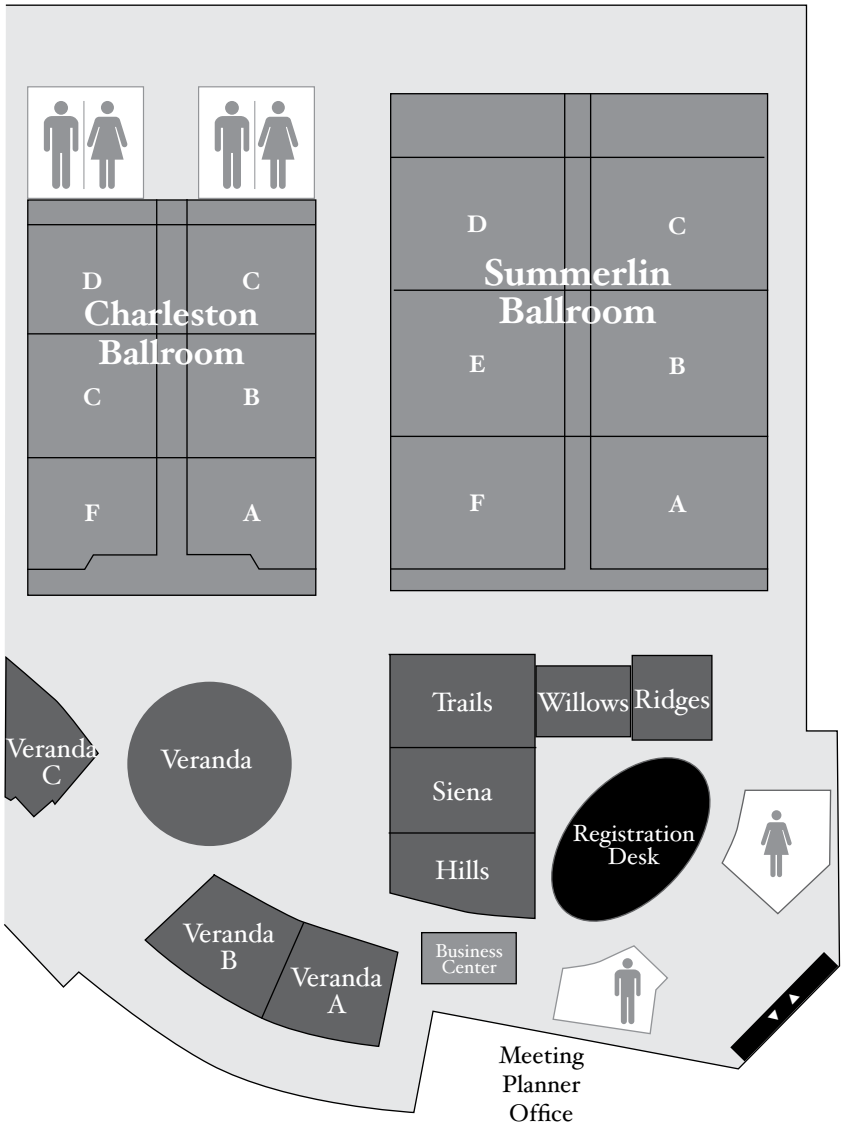 D
C
Summerlin
Ballroom
D
C
Charleston
Ballroom
E
B
C
B
F
A
F
A
Trails
Willows
Ridges
Veranda
C
Veranda
Siena
Registration
Desk
Hills
Veranda
B
Veranda
A
Business
Center
Meeting
Planner
Office